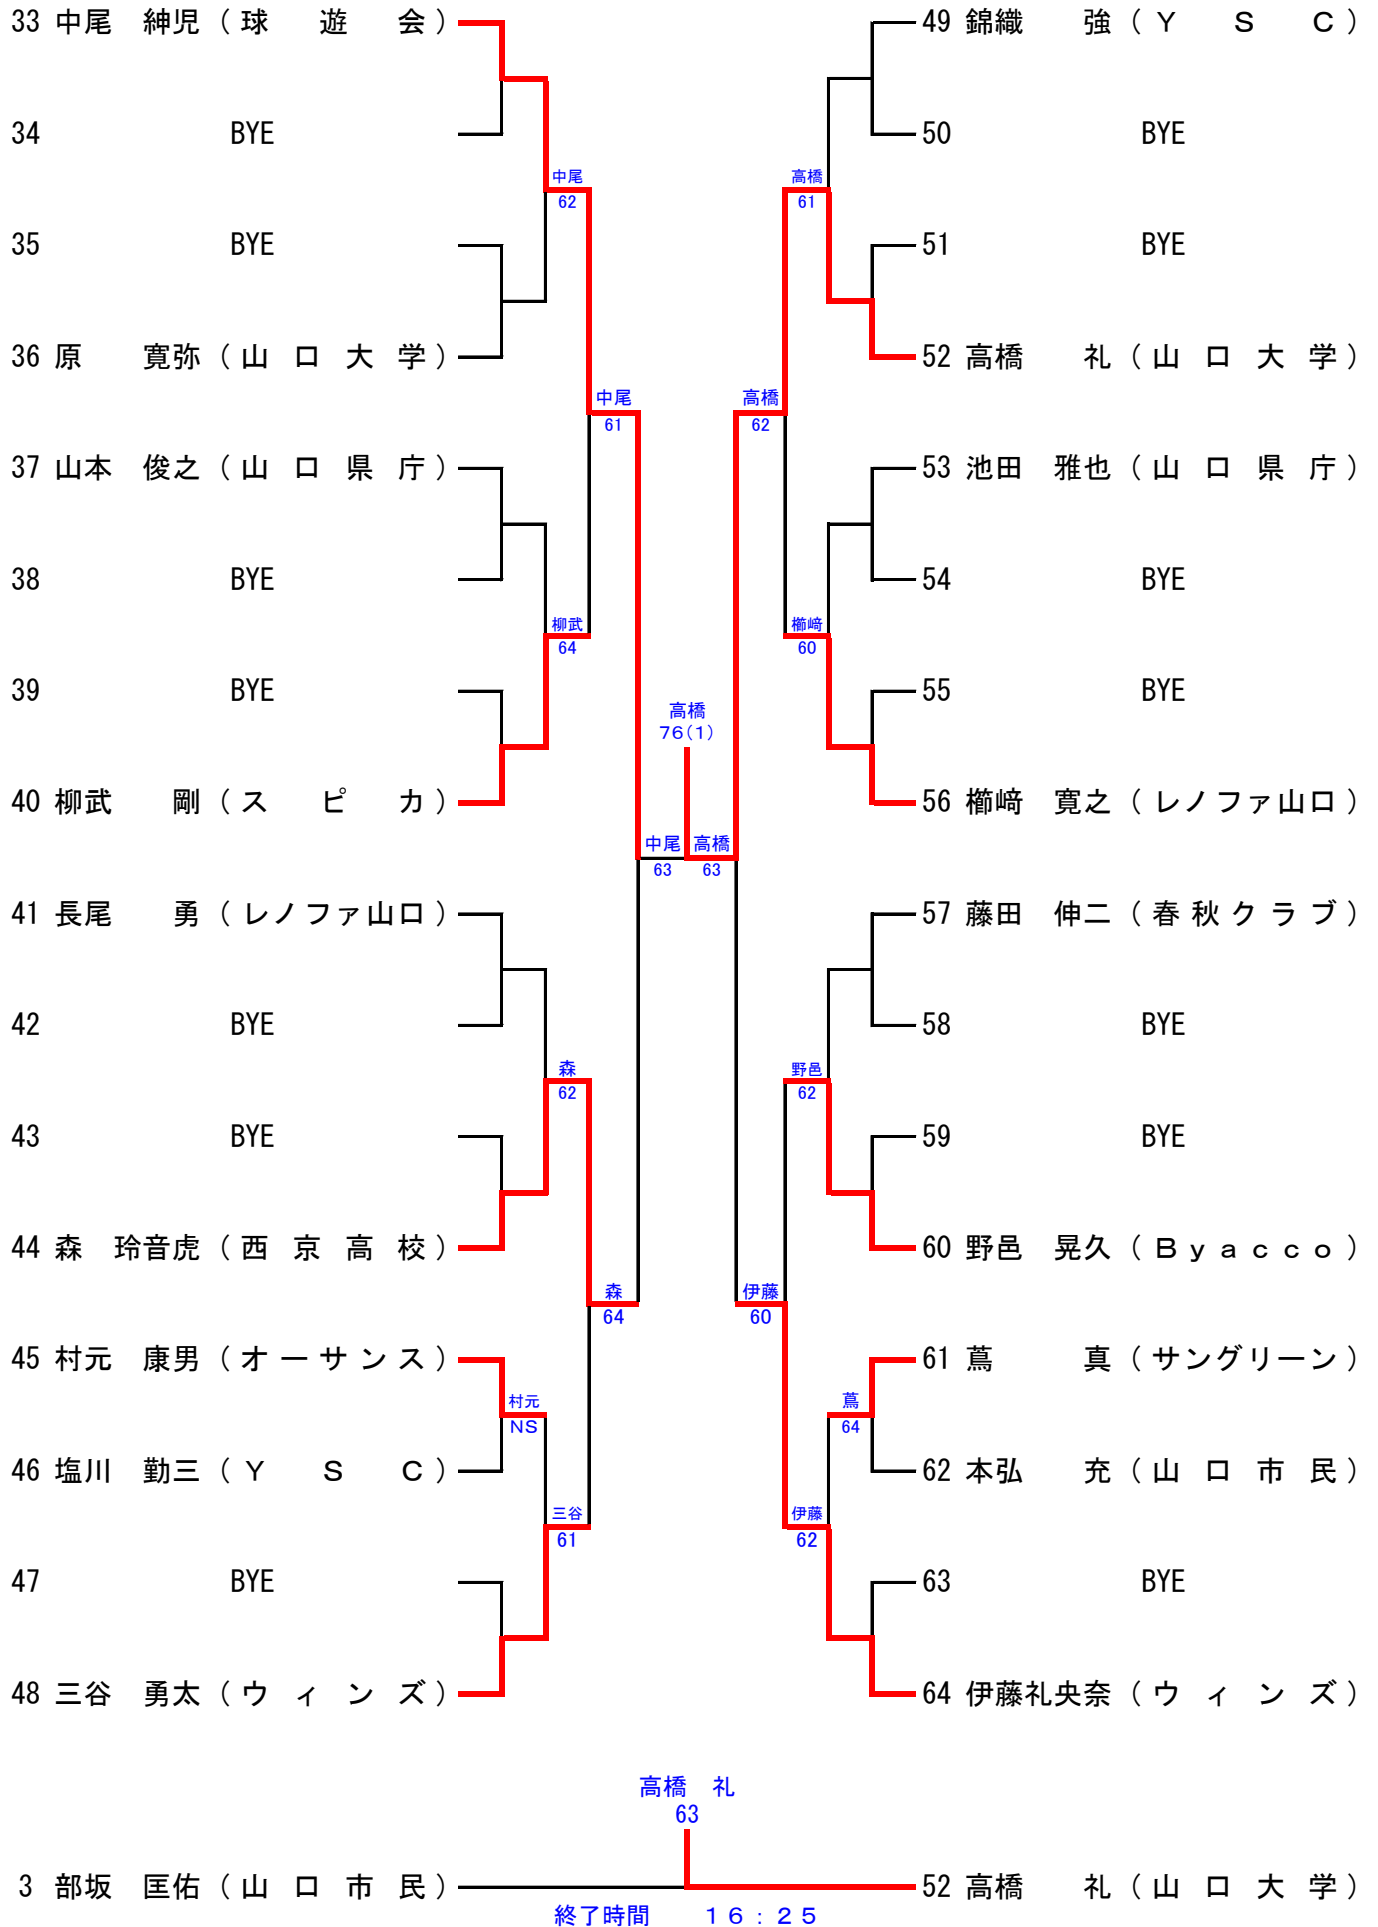 33 中尾 紳児 ( 球 遊 会 )
34 BYE
35 BYE
36 原 寛弥 ( 山 口 大 学 )
37 山本 俊之 ( 山 口 県 庁 )
38 BYE
39 BYE
40 柳武 剛 ( ス ピ カ )
41 長尾 勇 ( レノファ山口 )
42 BYE
43 BYE
44 森 玲音虎 ( 西 京 高 校 )
45 村元 康男 ( オーサンス )
46 塩川 勤三 ( Y S C )
47 BYE
48 三谷 勇太 ( ウィンズ )
中尾
62
柳武
64
森
62
村元
NS
三谷
61
中尾
61
森
64
中尾
63
高橋
76(1)
高橋
63
高橋
62
伊藤
60
高橋
61
櫛﨑
60
野邑
62
蔦
64
伊藤
62
49 錦織 強 ( Y S C )
50 BYE
51 BYE
52 高橋 礼 ( 山 口 大 学 )
53 池田 雅也 ( 山 口 県 庁 )
54 BYE
55 BYE
56 櫛﨑 寛之 ( レノファ山口 )
57 藤田 伸二 ( 春秋クラブ )
58 BYE
59 BYE
60 野邑 晃久 ( Byacco )
61 蔦 真 ( サングリーン )
62 本弘 充 ( 山 口 市 民 )
63 BYE
64 伊藤礼央奈 ( ウィンズ )
高橋 礼
63
3 部坂 匡佑 ( 山 口 市 民 )
52 高橋 礼 ( 山 口 大 学 )
終了時間 16：25